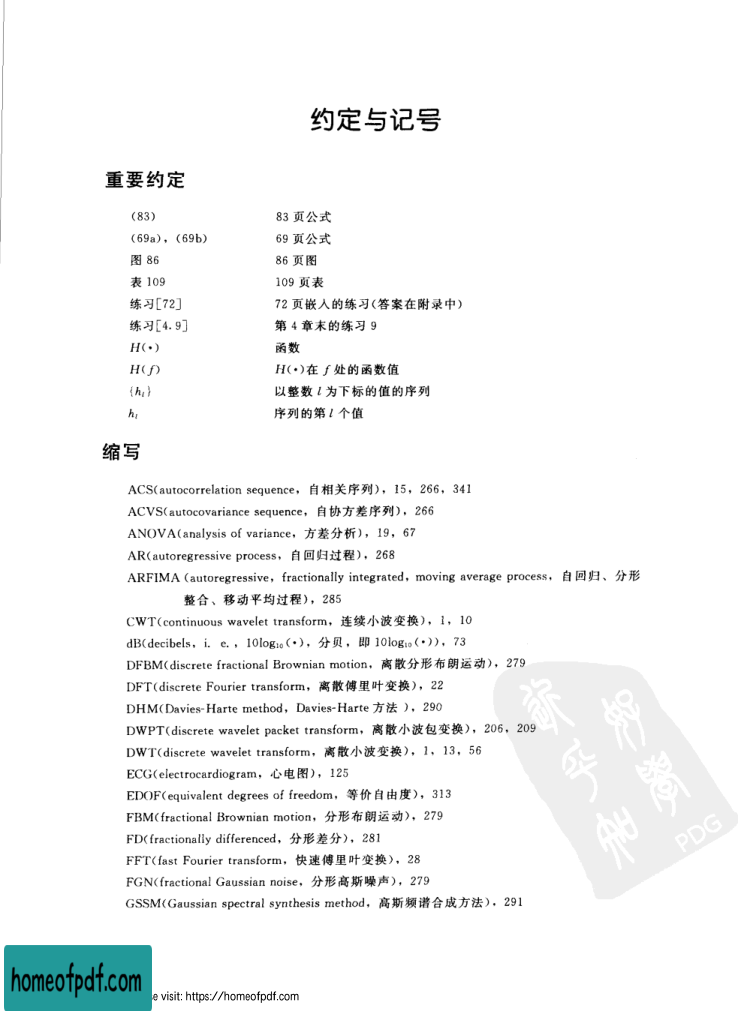 约定与记号
重要约定
(83) 83 页公式
(69a)，(69b) 69 页公式
图 86 86 页图
表 109 109 页表
练习[72] 72 页嵌入的练习(答案在附录中)
练习[4.9] 第 4 章末的练习 9
H(·) 函数
H(f) H(·)在 f 处的函数值
{hₗ} 以整数 l 为下标的值的序列
hₗ 序列的第 l 个值
缩写
ACS(autocorrelation sequence，自相关序列)，15，266，341
ACVS(autocovariance sequence，自协方差序列)，266
ANOVA(analysis of variance，方差分析)，19，67
AR(autoregressive process，自回归过程)，268
ARFIMA (autoregressive，fractionally integrated，moving average process，自回归、分形
整合、移动平均过程)，285
CWT(continuous wavelet transform，连续小波变换)，1，10
dB(decibels，i. e.，10log₁₀(·)，分贝，即 10log₁₀(·))，73
DFBM(discrete fractional Brownian motion，离散分形布朗运动)，279
DFT(discrete Fourier transform，离散傅里叶变换)，22
DHM(Davies-Harte method，Davies-Harte 方法 )，290
DWPT(discrete wavelet packet transform，离散小波包变换)，206，209
DWT(discrete wavelet transform，离散小波变换)，1，13，56
ECG(electrocardiogram，心电图)，125
EDOF(equivalent degrees of freedom，等价自由度)，313
FBM(fractional Brownian motion，分形布朗运动)，279
FD(fractionally differenced，分形差分)，281
FFT(fast Fourier transform，快速傅里叶变换)，28
FGN(fractional Gaussian noise，分形高斯噪声)，279
GSSM(Gaussian spectral synthesis method，高斯频谱合成方法)，291
PDG
homeofpdf.com
e visit: https://homeofpdf.com